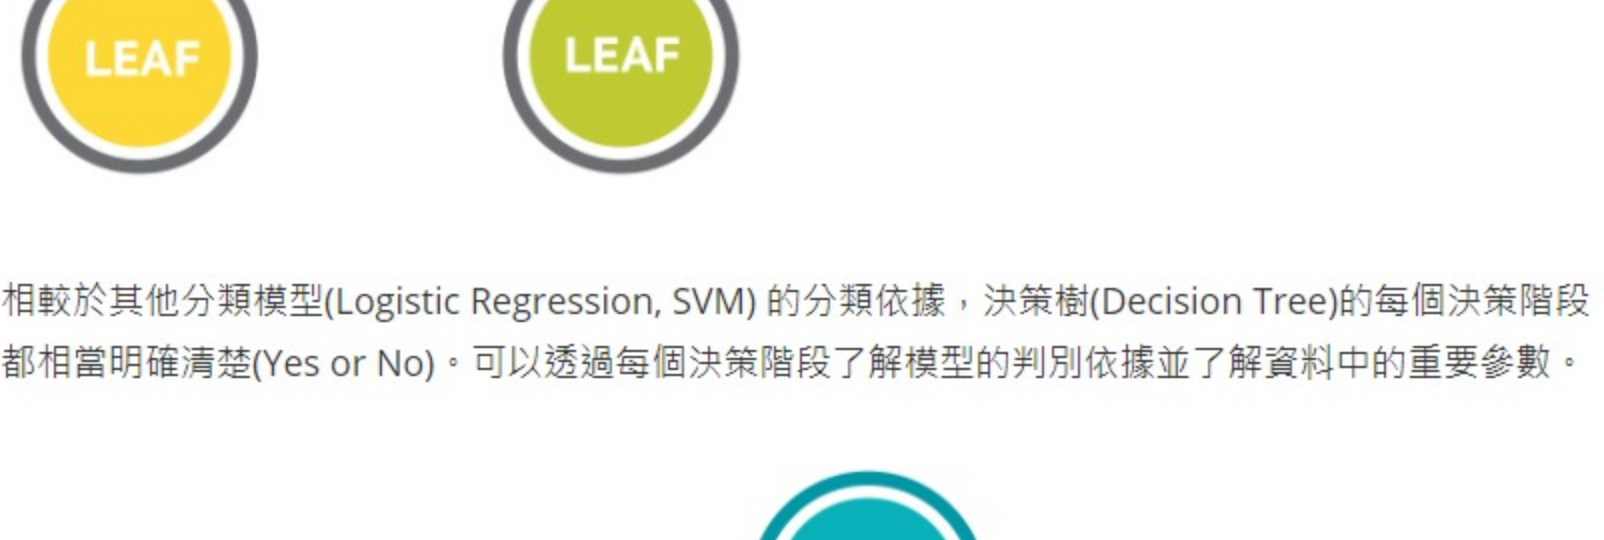 LEAF LEAF
相較於其他分類模型(Logistic Regression, SVM) 的分類依據，決策樹(Decision Tree)的每個決策階段
都相當明確清楚(Yes or No)。可以透過每個決策階段了解模型的判別依據並了解資料中的重要參數。